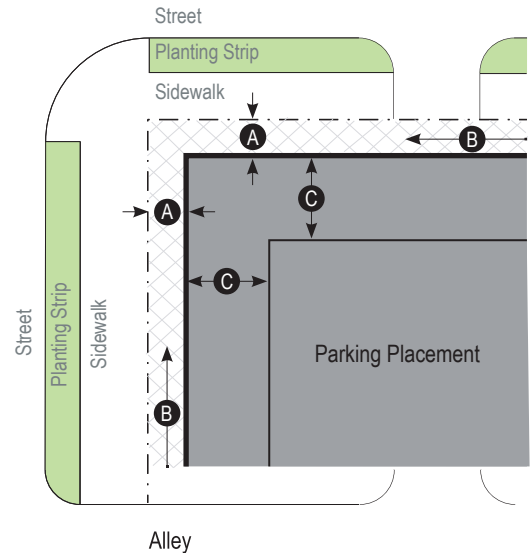 Street
Planting Strip
Sidewalk
A
B
C
A
C
B
Parking Placement
Street
Planting Strip
Sidewalk
Alley